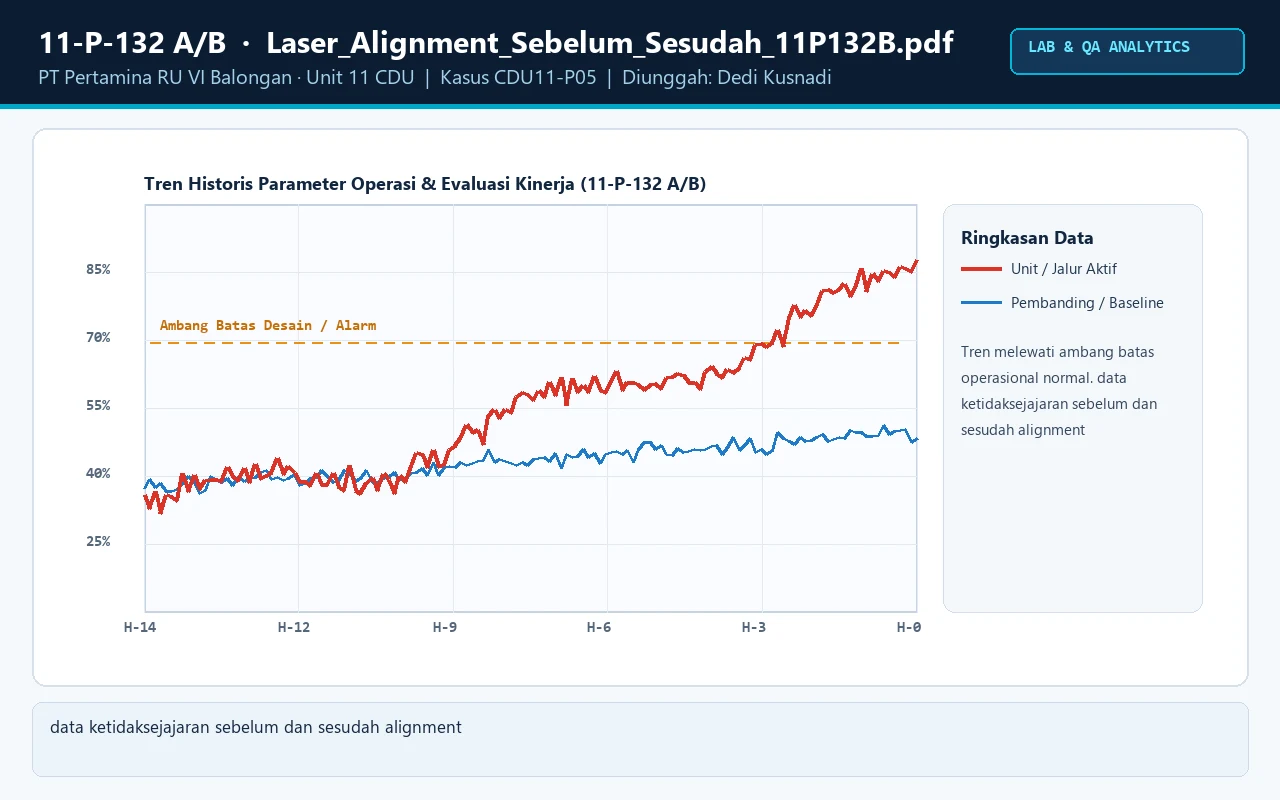 11-P-132 A/B · Laser_Alignment_Sebelum_Sesudah_11P132B.pdf
PT Pertamina RU VI Balongan · Unit 11 CDU | Kasus CDU11-P05 | Diunggah: Dedi Kusnadi
LAB & QA ANALYTICS
Tren Historis Parameter Operasi & Evaluasi Kinerja (11-P-132 A/B)
85%
70%
55%
40%
25%
Ambang Batas Desain / Alarm
H-14
H-12
H-9
H-6
H-3
H-0
Ringkasan Data
Unit / Jalur Aktif
Pembanding / Baseline
Tren melewati ambang batas
operasional normal. data
ketidaksejajaran sebelum dan
sesudah alignment
data ketidaksejajaran sebelum dan sesudah alignment